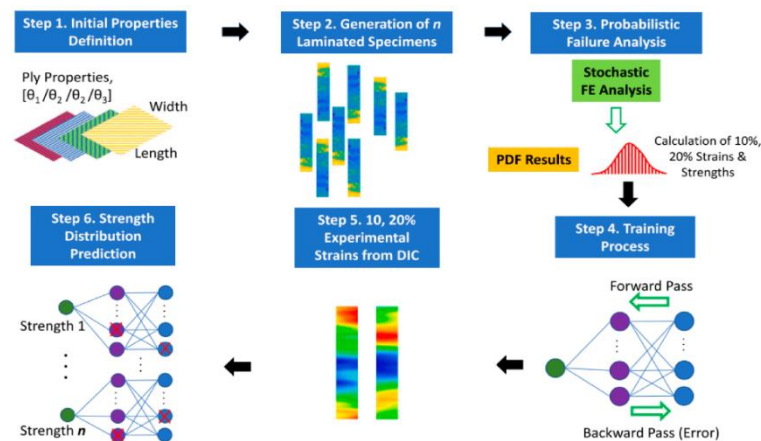 Step 1. Initial Properties
Definition
Step 2. Generation of n
Laminated Specimens
Step 3. Probabilistic
Failure Analysis
Ply Properties,
[θ1/θ2/θ2/θ3]
Width
Length
Stochastic
FE Analysis
PDF Results
Calculation of 10%,
20% Strains &
Strengths
Step 6. Strength
Distribution
Prediction
Step 5. 10, 20%
Experimental
Strains from DIC
Step 4. Training
Process
Strength 1
Strength n
Forward Pass
Backward Pass (Error)